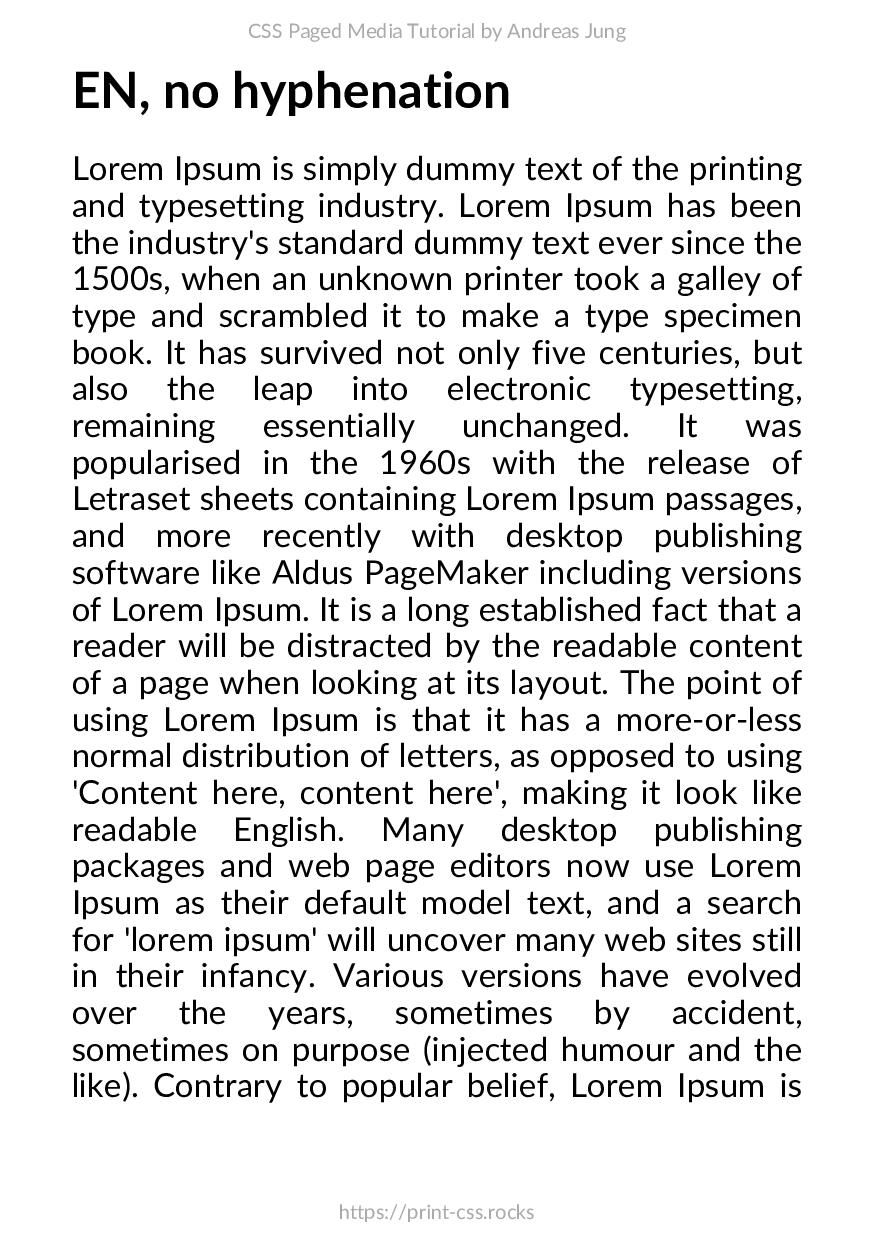 CSS Paged Media Tutorial by Andreas Jung
EN, no hyphenation
Lorem Ipsum is simply dummy text of the printing
and typesetting industry. Lorem Ipsum has been
the industry's standard dummy text ever since the
1500s, when an unknown printer took a galley of
type and scrambled it to make a type specimen
book. It has survived not only five centuries, but
also the leap into electronic typesetting,
remaining essentially unchanged. It was
popularised in the 1960s with the release of
Letraset sheets containing Lorem Ipsum passages,
and more recently with desktop publishing
software like Aldus PageMaker including versions
of Lorem Ipsum. It is a long established fact that a
reader will be distracted by the readable content
of a page when looking at its layout. The point of
using Lorem Ipsum is that it has a more-or-less
normal distribution of letters, as opposed to using
'Content here, content here', making it look like
readable English. Many desktop publishing
packages and web page editors now use Lorem
Ipsum as their default model text, and a search
for 'lorem ipsum' will uncover many web sites still
in their infancy. Various versions have evolved
over the years, sometimes by accident,
sometimes on purpose (injected humour and the
like). Contrary to popular belief, Lorem Ipsum is
https://print-css.rocks